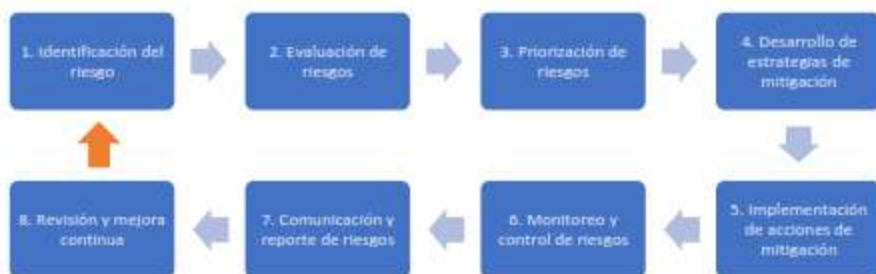 1. Identificación del
riesgo
2. Evaluación de
riesgos
3. Priorización de
riesgos
4. Desarrollo de
estrategias de
mitigación
5. Implementación
de acciones de
mitigación
6. Monitoreo y
control de riesgos
7. Comunicación y
reporte de riesgos
8. Revisión y mejora
continua